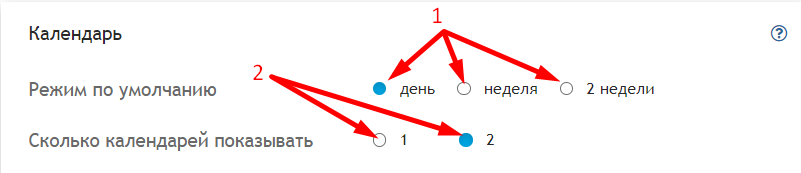 1
Календарь ?
2
Режим по умолчанию день неделя 2 недели
Сколько календарей показывать 1 2